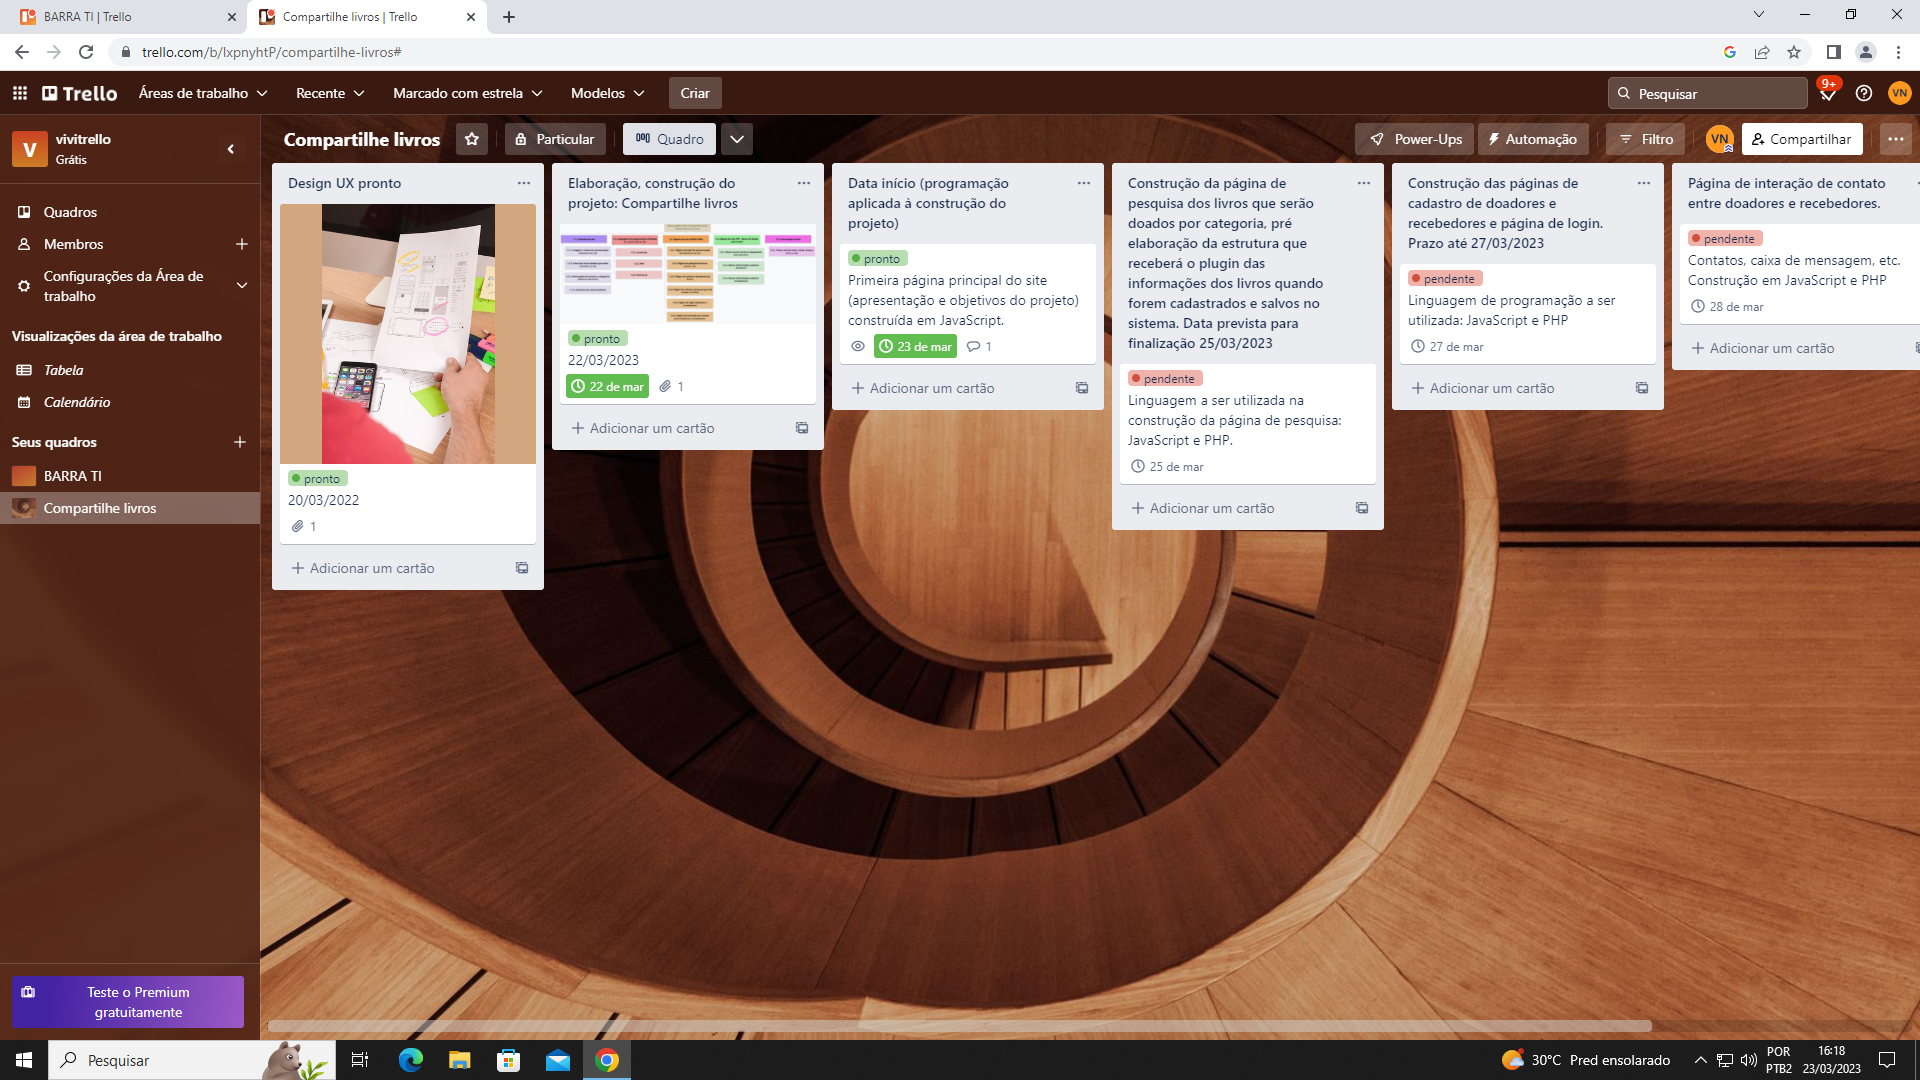 BARRA TI | Trello
Compartilhe livros | Trello
trello.com/b/lxpnyhtP/compartilhe-livros#
Trello
Áreas de trabalho
Recente
Marcado com estrela
Modelos
Criar
Pesquisar
9+
VN
V
vivitrello
Grátis
Compartilhe livros
Particular
Quadro
Power-Ups
Automação
Filtro
VN
Compartilhar
Quadros
Membros
Configurações da Área de
trabalho
Visualizações da área de trabalho
Tabela
Calendário
Seus quadros
BARRA TI
Compartilhe livros
Teste o Premium
gratuitamente
Design UX pronto
pronto
20/03/2022
1
Adicionar um cartão
Elaboração, construção do
projeto: Compartilhe livros
pronto
22/03/2023
22 de mar
1
Adicionar um cartão
Data início (programação
aplicada à construção do
projeto)
pronto
Primeira página principal do site
(apresentação e objetivos do projeto)
construída em JavaScript.
23 de mar
1
Adicionar um cartão
Construção da página de
pesquisa dos livros que serão
doados por categoria, pré
elaboração da estrutura que
receberá o plugin das
informações dos livros quando
forem cadastrados e salvos no
sistema. Data prevista para
finalização 25/03/2023
pendente
Linguagem a ser utilizada na
construção da página de pesquisa:
JavaScript e PHP.
25 de mar
Adicionar um cartão
Construção das páginas de
cadastro de doadores e
recebedores e página de login.
Prazo até 27/03/2023
pendente
Linguagem de programação a ser
utilizada: JavaScript e PHP
27 de mar
Adicionar um cartão
Página de interação de contato
entre doadores e recebedores.
pendente
Contatos, caixa de mensagem, etc.
Construção em JavaScript e PHP
28 de mar
Adicionar um cartão
Pesquisar
30°C Pred ensolarado
POR
PTB2
16:18
23/03/2023